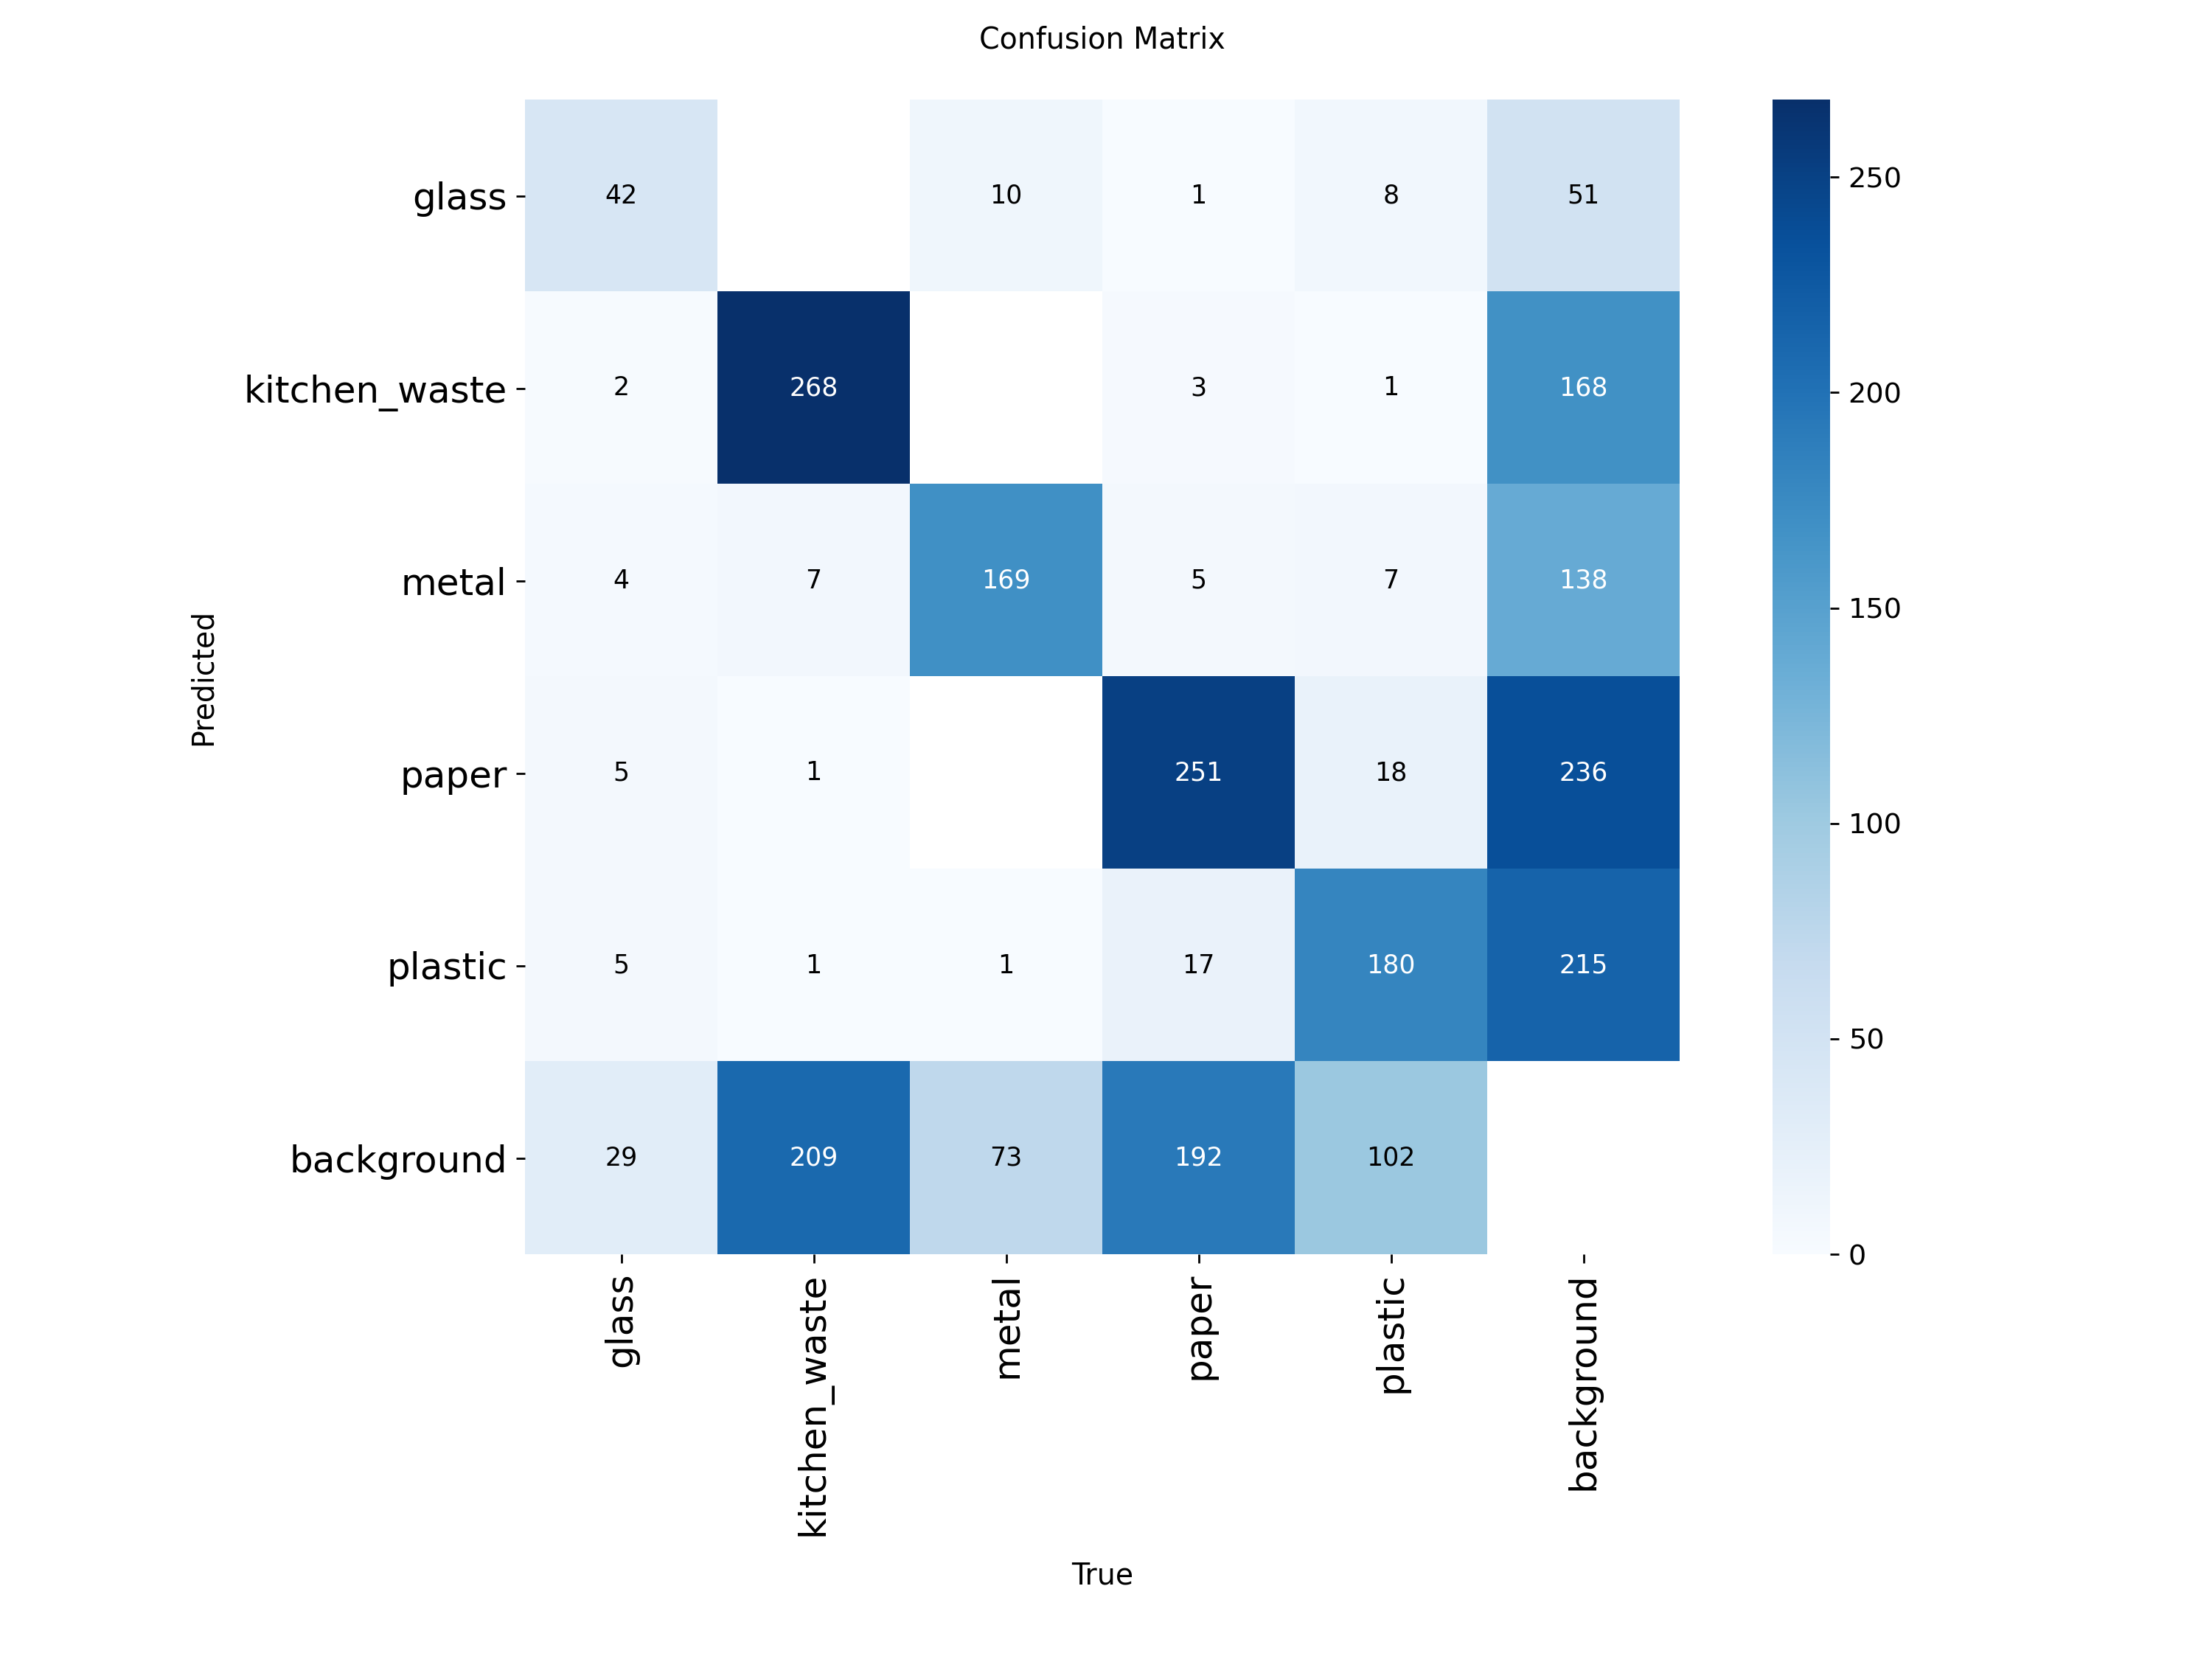 Confusion Matrix
glass 42 10 1 8 51
kitchen_waste 2 268 3 1 168
metal 4 7 169 5 7 138
paper 5 1 251 18 236
plastic 5 1 1 17 180 215
background 29 209 73 192 102
Predicted
glass kitchen_waste metal paper plastic background
True
250
200
150
100
50
0